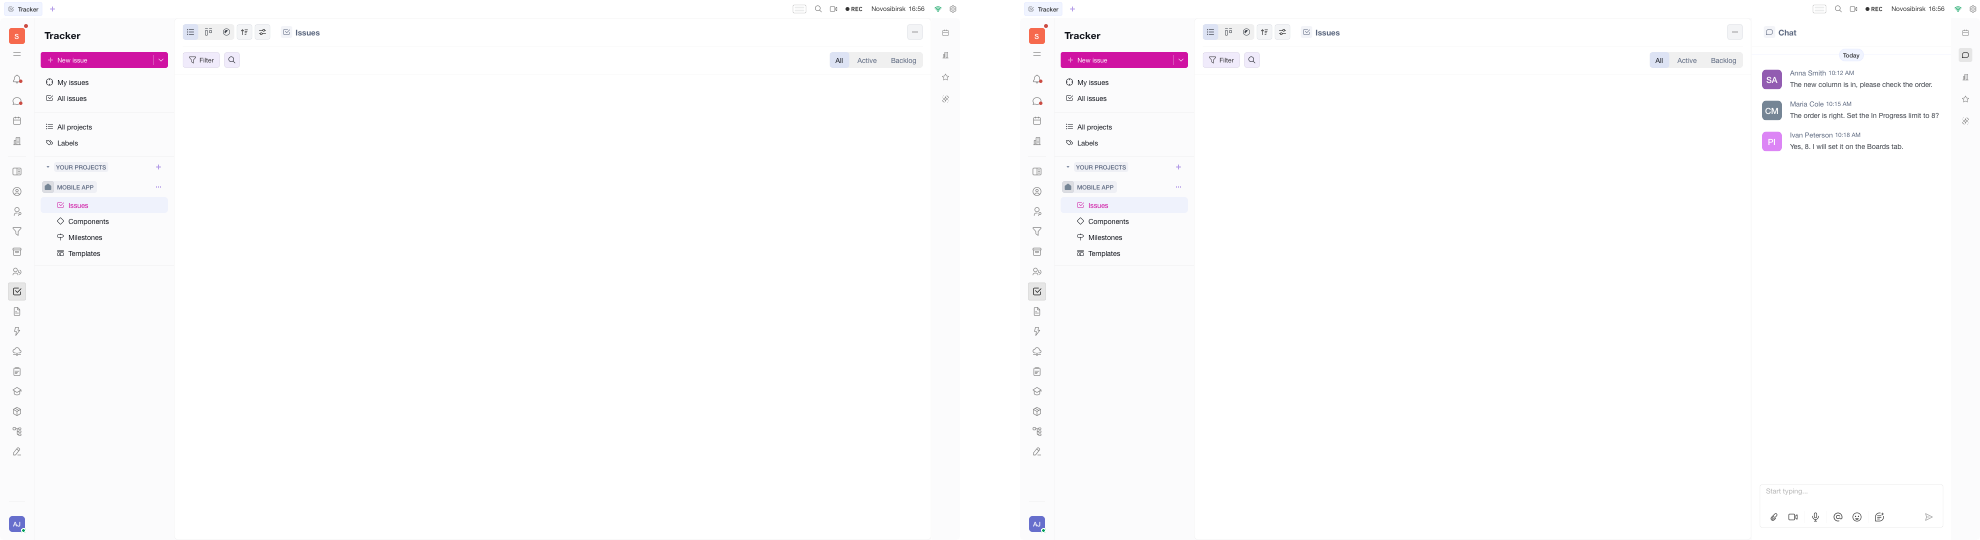 Tracker
REC
Novosibirsk 16:56
S
Tracker
New issue
My issues
All issues
All projects
Labels
YOUR PROJECTS
MOBILE APP
Issues
Components
Milestones
Templates
AJ
Issues
Filter
All Active Backlog
Tracker
REC
Novosibirsk 16:56
S
Tracker
New issue
My issues
All issues
All projects
Labels
YOUR PROJECTS
MOBILE APP
Issues
Components
Milestones
Templates
AJ
Issues
Filter
All Active Backlog
Chat
Today
SA
Anna Smith 10:12 AM
The new column is in, please check the order.
CM
Maria Cole 10:15 AM
The order is right. Set the In Progress limit to 8?
PI
Ivan Peterson 10:18 AM
Yes, 8. I will set it on the Boards tab.
Start typing...